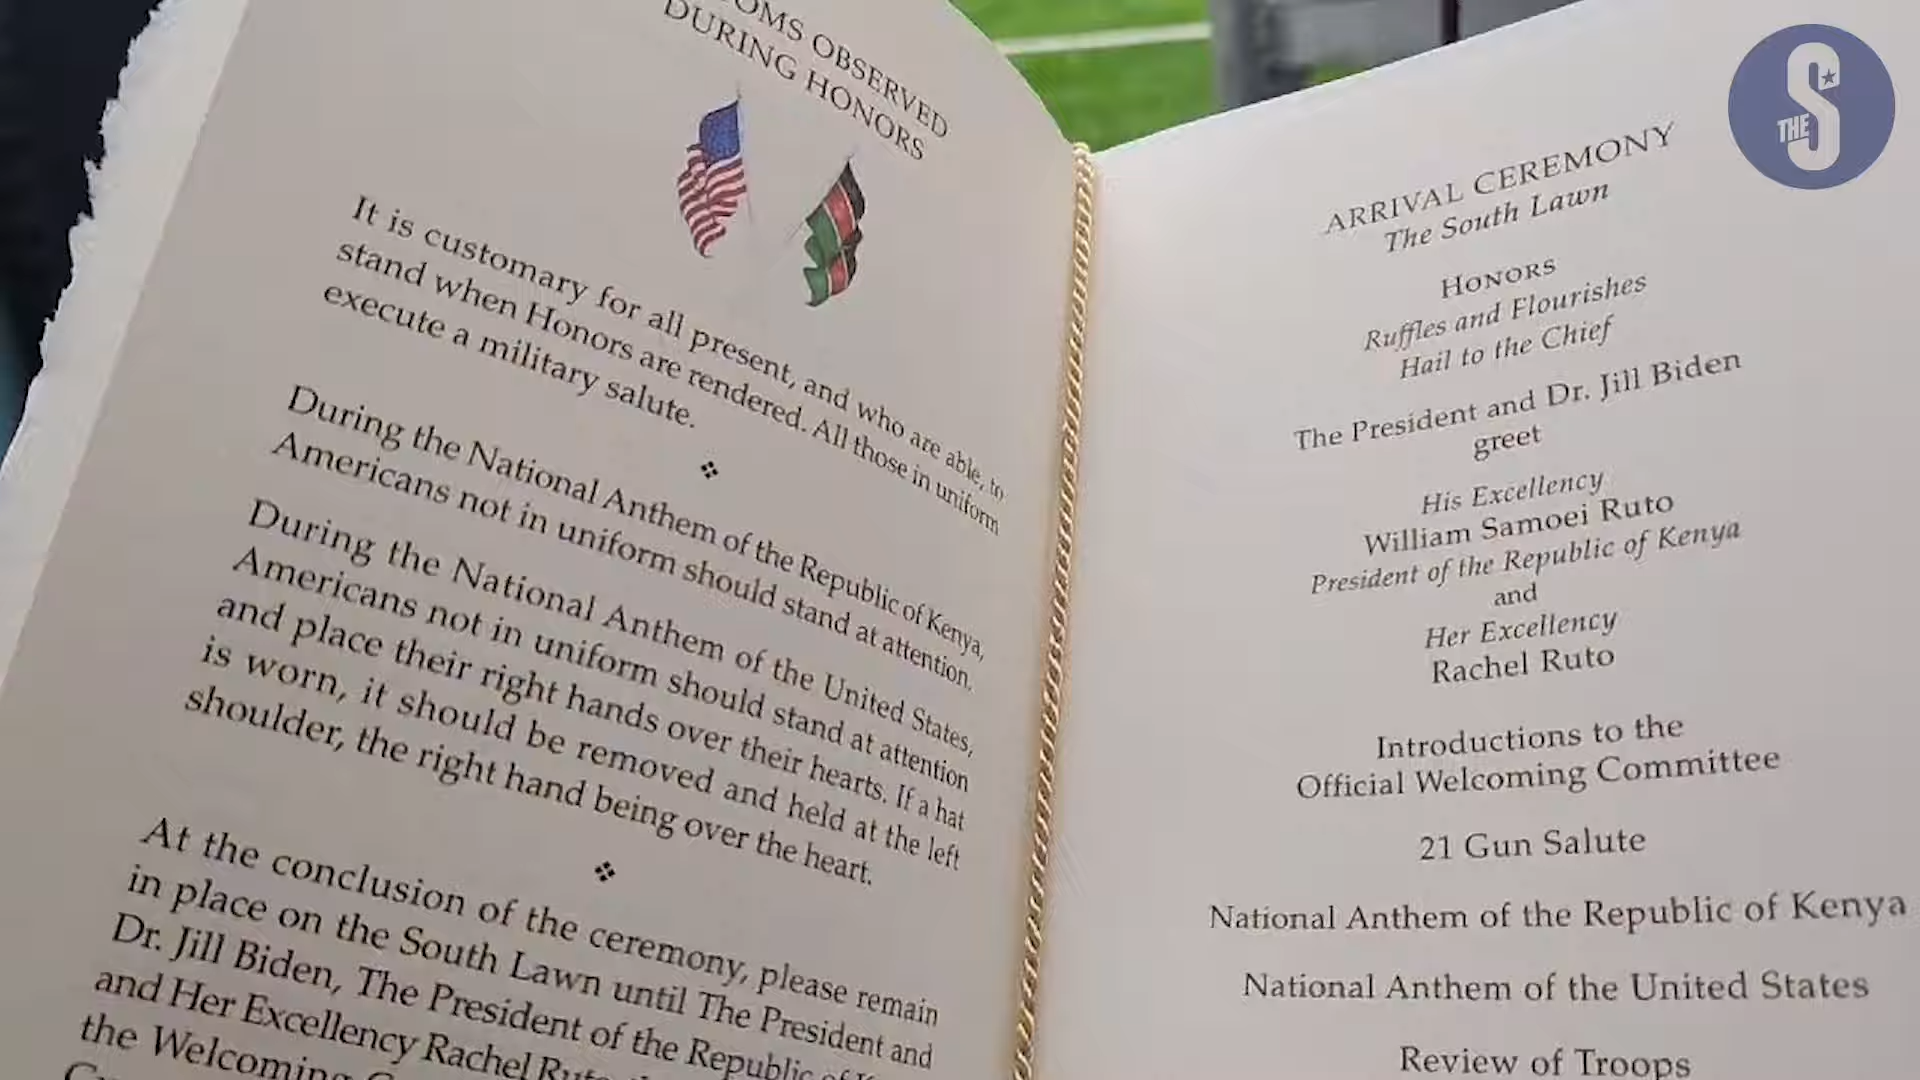 OMS OBSERVED
DURING HONORS
It is customary for all present, and who are able, to
stand when Honors are rendered. All those in uniform
execute a military salute.
During the National Anthem of the Republic of Kenya,
Americans not in uniform should stand at attention.
During the National Anthem of the United States,
Americans not in uniform should stand at attention
and place their right hands over their hearts. If a hat
is worn, it should be removed and held at the left
shoulder, the right hand being over the heart.
At the conclusion of the ceremony, please remain
in place on the South Lawn until The President and
Dr. Jill Biden, The President of the Republic of
and Her Excellency Rachel Ruto
the Welcoming
ARRIVAL CEREMONY
The South Lawn
HONORS
Ruffles and Flourishes
Hail to the Chief
The President and Dr. Jill Biden
greet
His Excellency
William Samoei Ruto
President of the Republic of Kenya
and
Her Excellency
Rachel Ruto
Introductions to the
Official Welcoming Committee
21 Gun Salute
National Anthem of the Republic of Kenya
National Anthem of the United States
Review of Troops
THE S